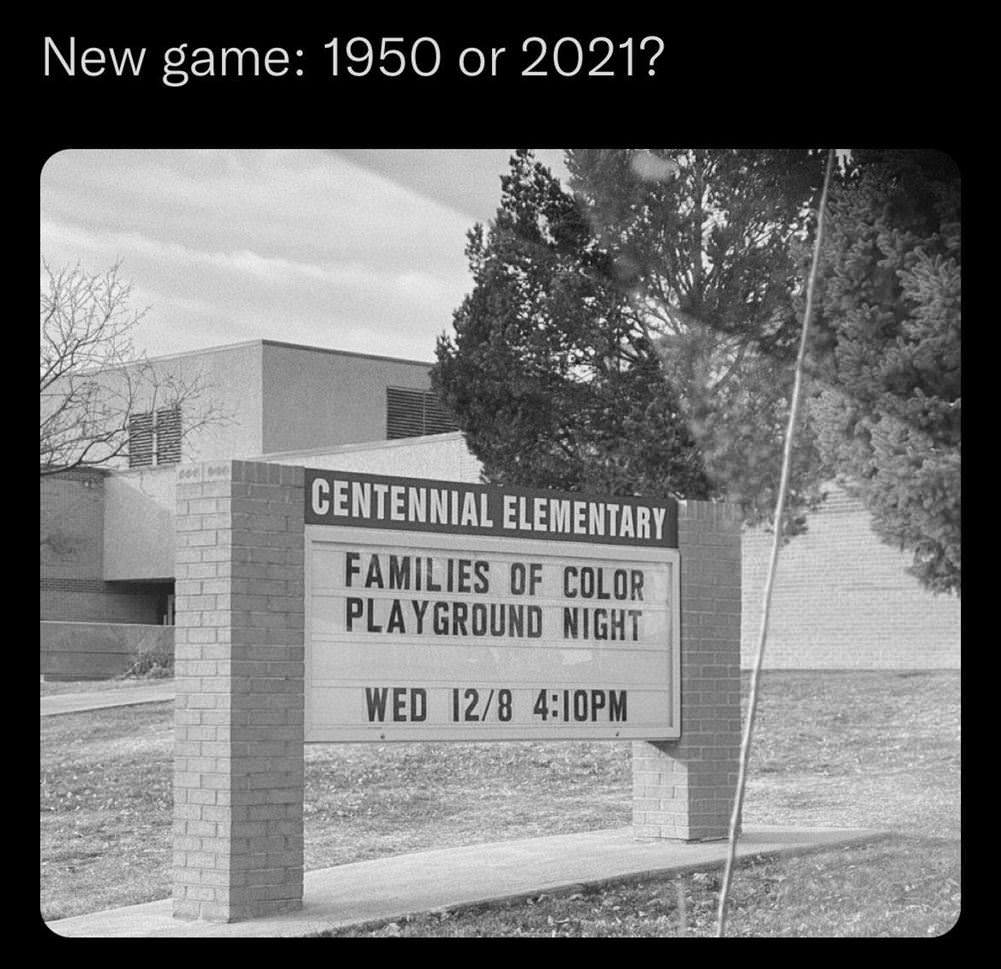 New game: 1950 or 2021?
CENTENNIAL ELEMENTARY
FAMILIES OF COLOR
PLAYGROUND NIGHT
WED 12/8 4:10PM